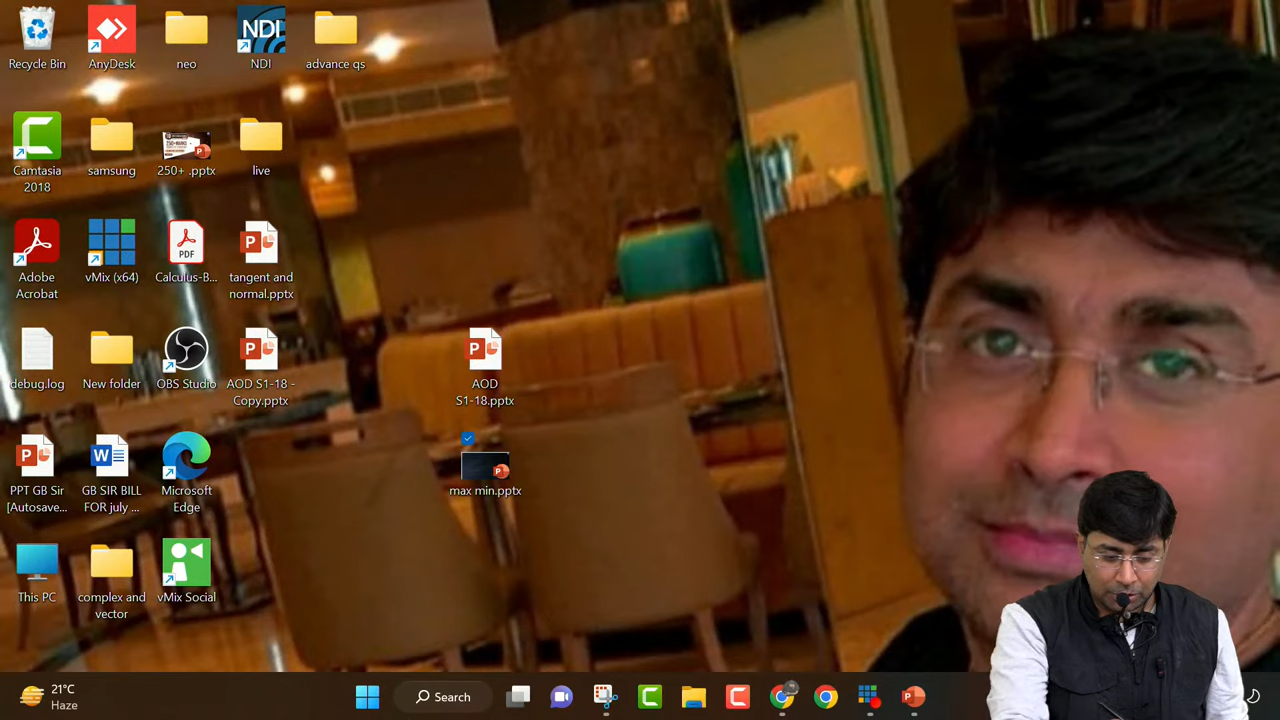 Recycle Bin
AnyDesk
neo
NDI
NDI
advance qs
Camtasia
2018
samsung
250+ .pptx
live
Adobe
Acrobat
vMix (x64)
PDF
Calculus-B...
tangent and
normal.pptx
debug.log
New folder
OBS Studio
AOD S1-18 -
Copy.pptx
AOD
S1-18.pptx
PPT GB Sir
[Autosave...
GB SIR BILL
FOR july ...
Microsoft
Edge
max min.pptx
This PC
complex and
vector
vMix Social
21°C
Haze
Search